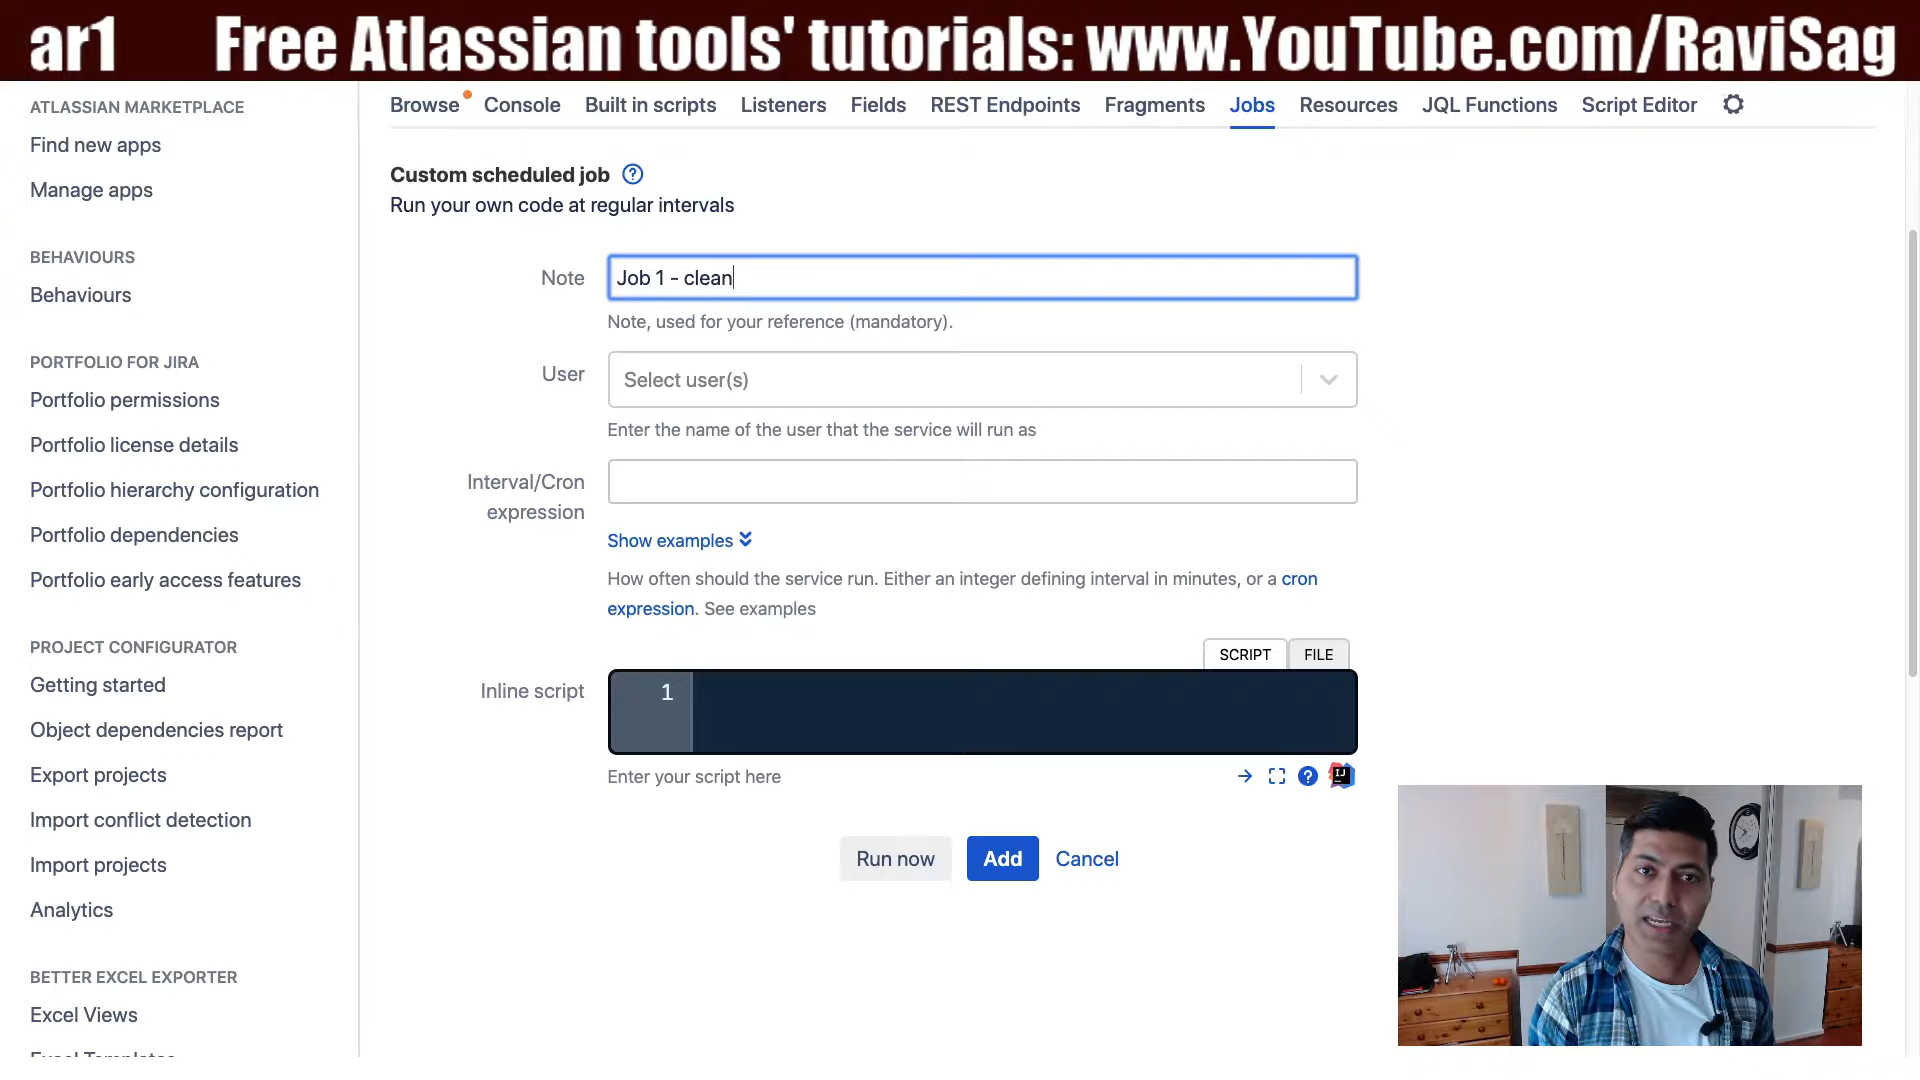 ar1 Free Atlassian tools' tutorials: www.YouTube.com/RaviSag
ATLASSIAN MARKETPLACE
Find new apps
Manage apps
BEHAVIOURS
Behaviours
PORTFOLIO FOR JIRA
Portfolio permissions
Portfolio license details
Portfolio hierarchy configuration
Portfolio dependencies
Portfolio early access features
PROJECT CONFIGURATOR
Getting started
Object dependencies report
Export projects
Import conflict detection
Import projects
Analytics
BETTER EXCEL EXPORTER
Excel Views
Browse Console Built in scripts Listeners Fields REST Endpoints Fragments Jobs Resources JQL Functions Script Editor
Custom scheduled job ?
Run your own code at regular intervals
Note Job 1 - clean
Note, used for your reference (mandatory).
User Select user(s)
Enter the name of the user that the service will run as
Interval/Cron
expression
Show examples
How often should the service run. Either an integer defining interval in minutes, or a cron
expression. See examples
SCRIPT FILE
Inline script 1
Enter your script here ? IJ
Run now Add Cancel